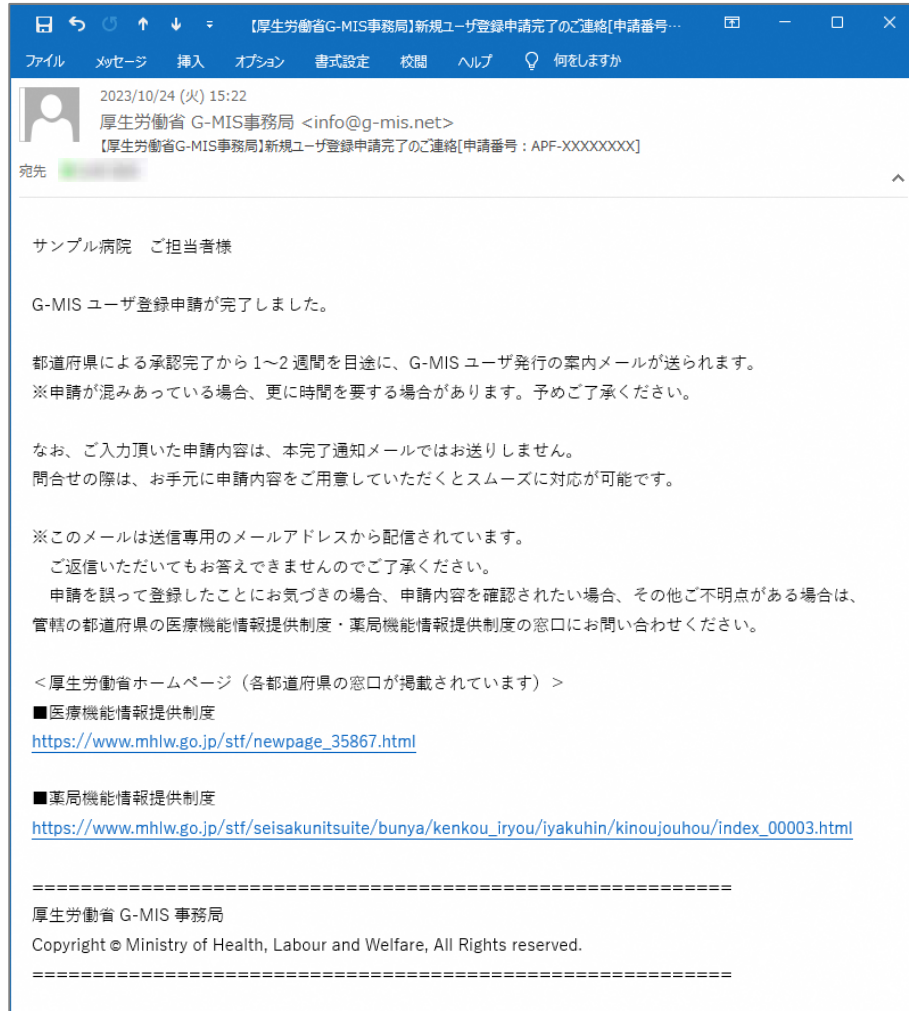 【厚生労働省G-MIS事務局】新規ユーザ登録申請完了のご連絡[申請番号…
ファイル メッセージ 挿入 オプション 書式設定 校閲 ヘルプ 何をしますか
2023/10/24 (火) 15:22
厚生労働省 G-MIS事務局 <info@g-mis.net>
【厚生労働省G-MIS事務局】新規ユーザ登録申請完了のご連絡[申請番号：APF-XXXXXXXX]
宛先
サンプル病院　ご担当者様
G-MIS ユーザ登録申請が完了しました。
都道府県による承認完了から 1～2 週間を目途に、G-MIS ユーザ発行の案内メールが送られます。
※申請が混みあっている場合、更に時間を要する場合があります。予めご了承ください。
なお、ご入力頂いた申請内容は、本完了通知メールではお送りしません。
問合せの際は、お手元に申請内容をご用意していただくとスムーズに対応が可能です。
※このメールは送信専用のメールアドレスから配信されています。
　ご返信いただいてもお答えできませんのでご了承ください。
　申請を誤って登録したことにお気づきの場合、申請内容を確認されたい場合、その他ご不明点がある場合は、
管轄の都道府県の医療機能情報提供制度・薬局機能情報提供制度の窓口にお問い合わせください。
＜厚生労働省ホームページ（各都道府県の窓口が掲載されています）＞
■医療機能情報提供制度
https://www.mhlw.go.jp/stf/newpage_35867.html
■薬局機能情報提供制度
https://www.mhlw.go.jp/stf/seisakunitsuite/bunya/kenkou_iryou/iyakuhin/kinoujouhou/index_00003.html
==========================================================
厚生労働省 G-MIS 事務局
Copyright © Ministry of Health, Labour and Welfare, All Rights reserved.
==========================================================